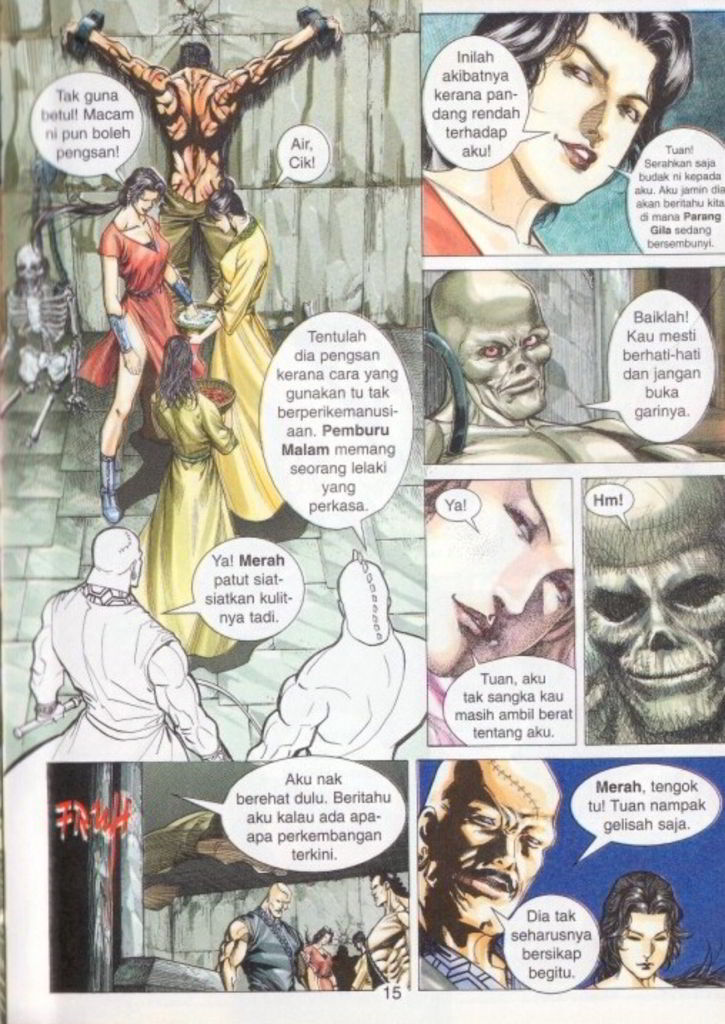 Tak guna
betul! Macam
ni pun boleh
pengsan!
Air,
Cik!
Tentulah
dia pengsan
kerana cara yang
gunakan tu tak
berperikemanusi-
aan. Pemburu
Malam memang
seorang lelaki
yang
perkasa.
Ya! Merah
patut siat-
siatkan kulit-
nya tadi.
Inilah
akibatnya
kerana pan-
dang rendah
terhadap
aku!
Tuan!
Serahkan saja
budak ni kepada
aku. Aku jamin dia
akan beritahu kita
di mana Parang
Gila sedang
bersembunyi.
Baiklah!
Kau mesti
berhati-hati
dan jangan
buka
garinya.
Ya!
Tuan, aku
tak sangka kau
masih ambil berat
tentang aku.
Hm!
Aku nak
berehat dulu. Beritahu
aku kalau ada apa-
apa perkembangan
terkini.
Merah, tengok
tu! Tuan nampak
gelisah saja.
Dia tak
seharusnya
bersikap
begitu.
15